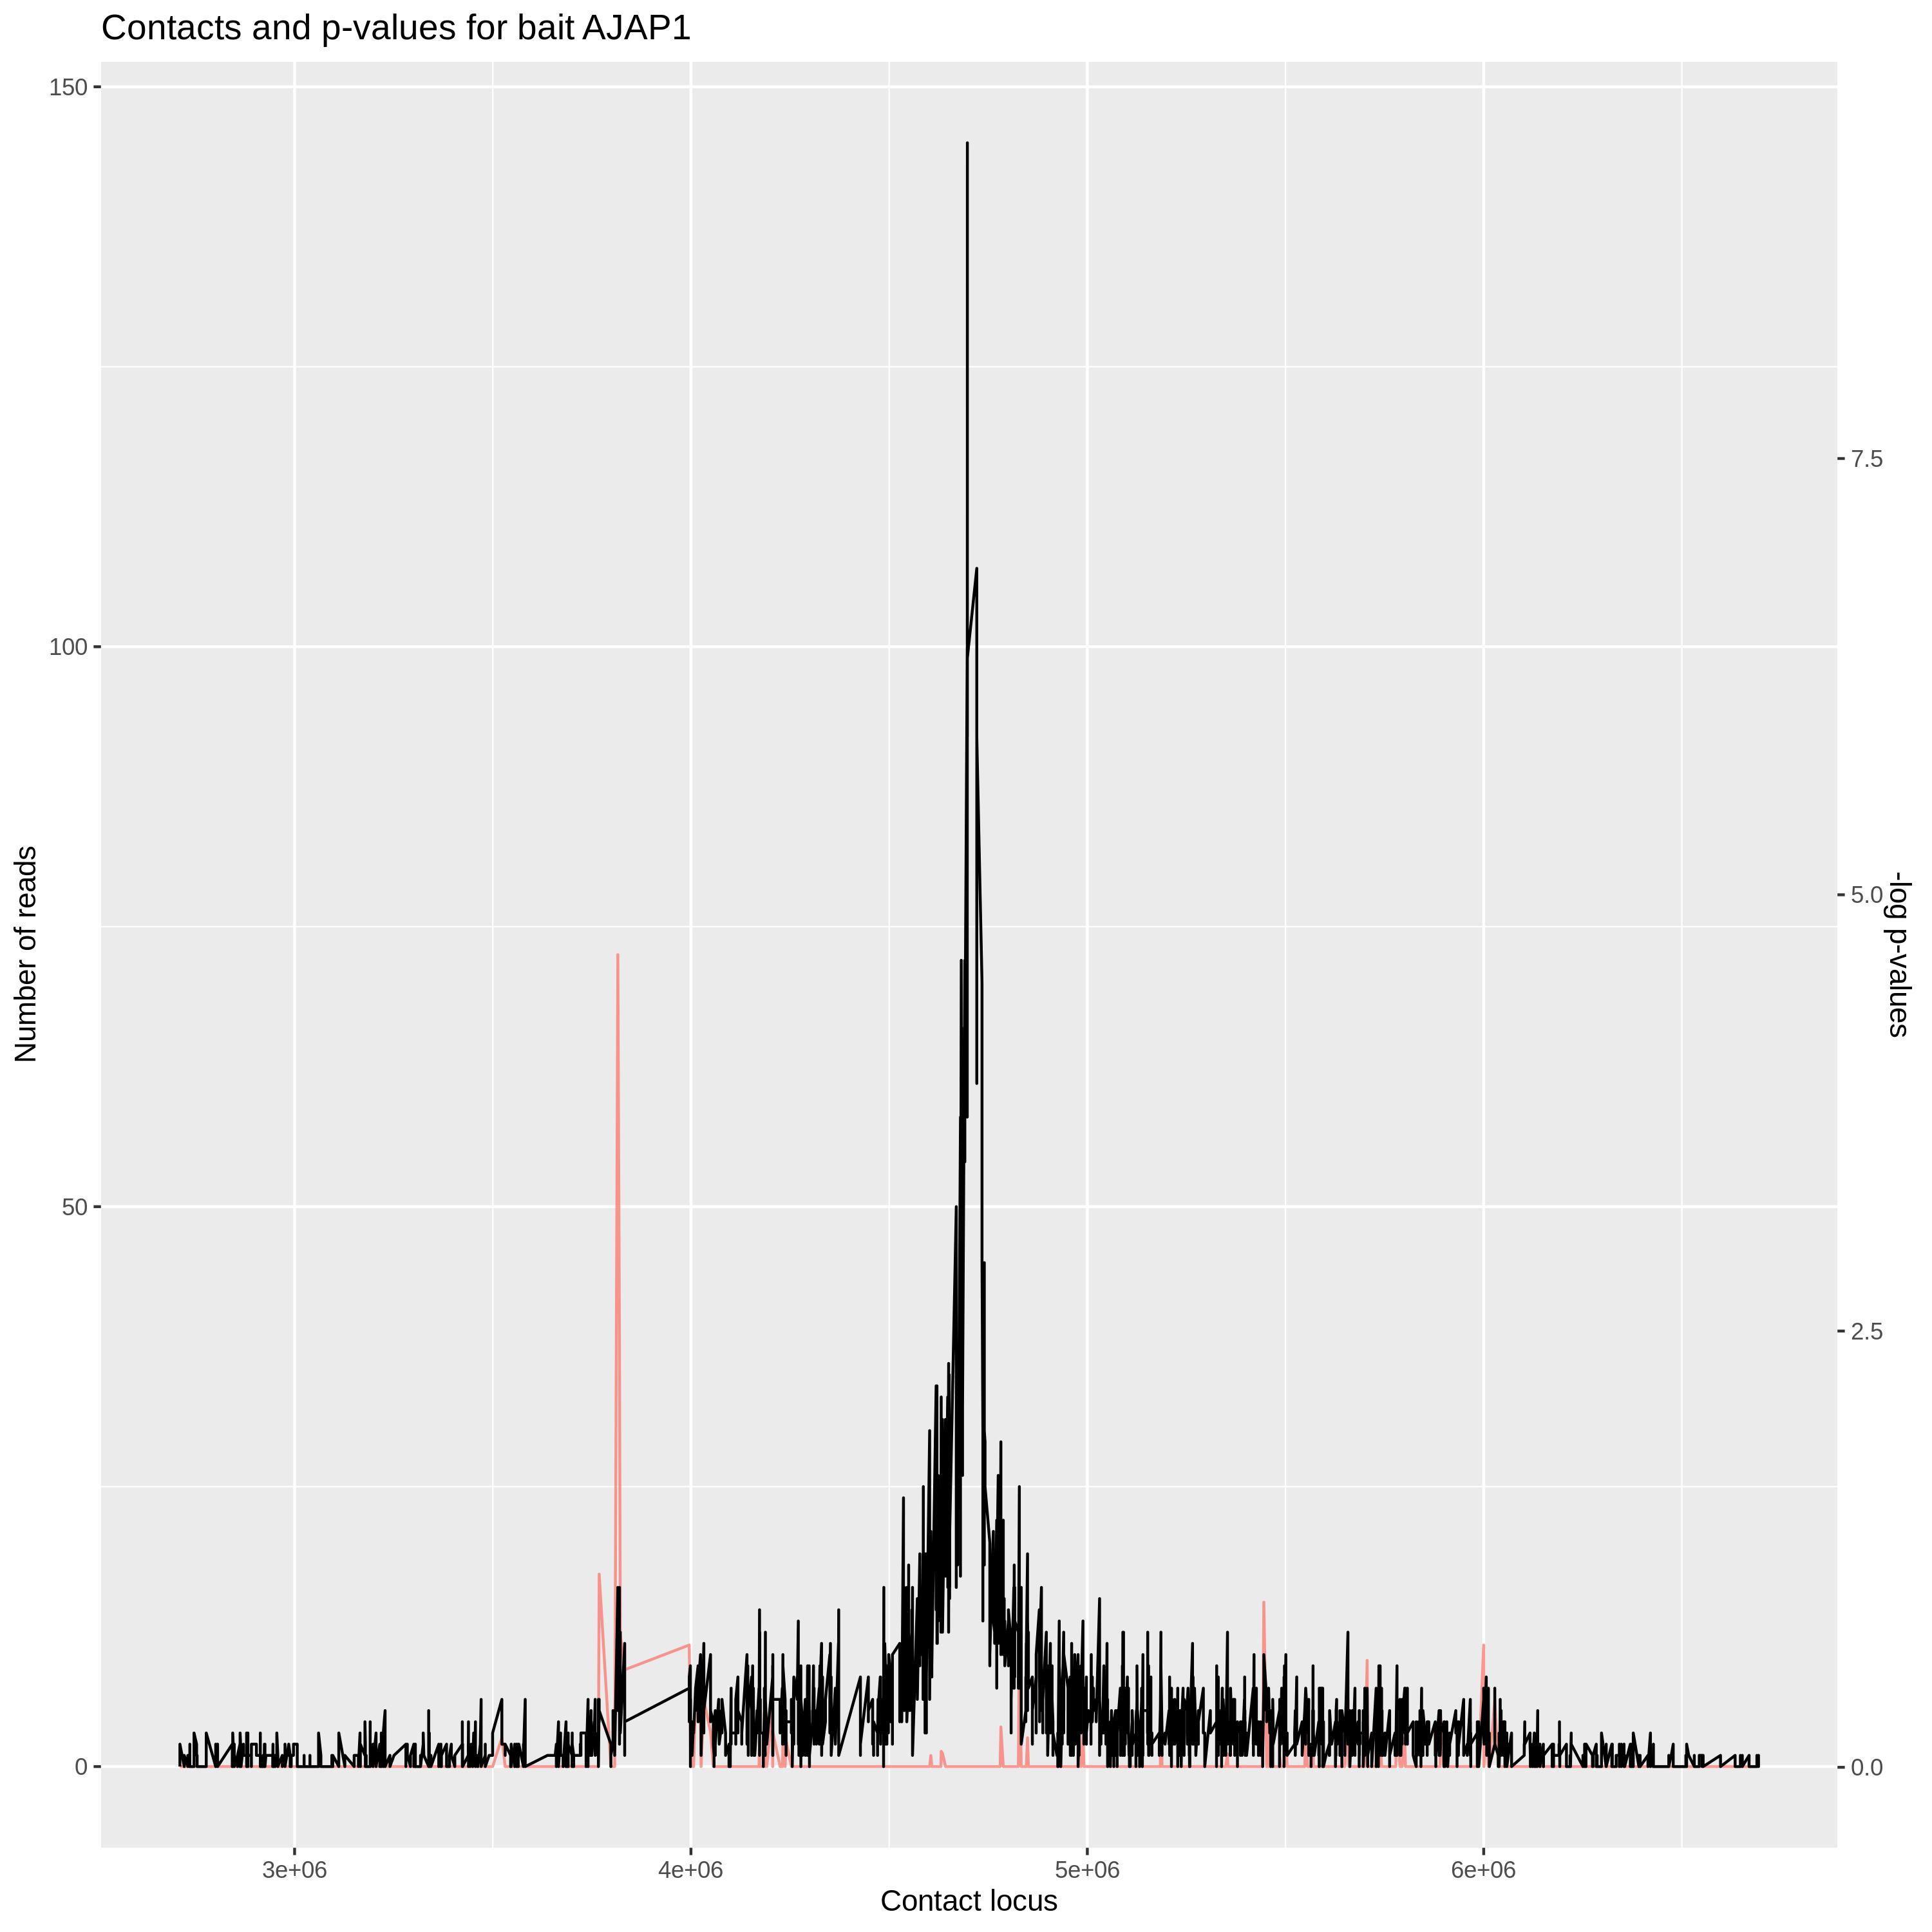 Contacts and p-values for bait AJAP1
150
100
50
0
Number of reads
7.5
5.0
2.5
0.0
-log p-values
3e+06
4e+06
5e+06
6e+06
Contact locus